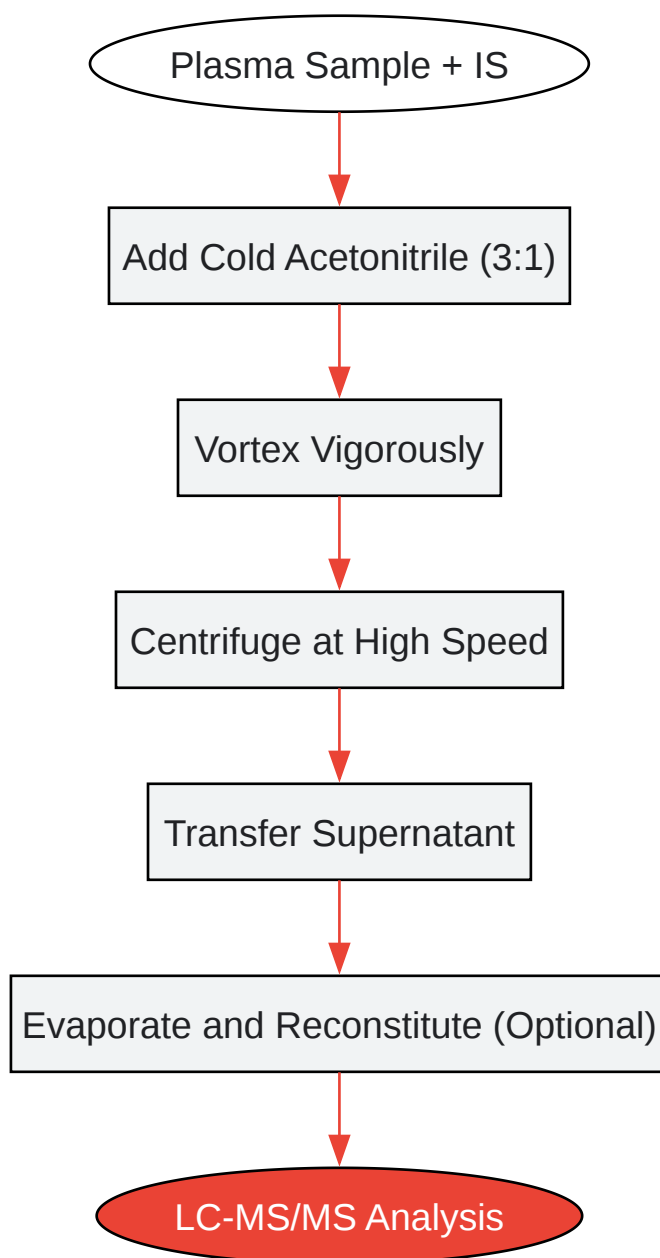 Plasma Sample + IS
Add Cold Acetonitrile (3:1)
Vortex Vigorously
Centrifuge at High Speed
Transfer Supernatant
Evaporate and Reconstitute (Optional)
LC-MS/MS Analysis